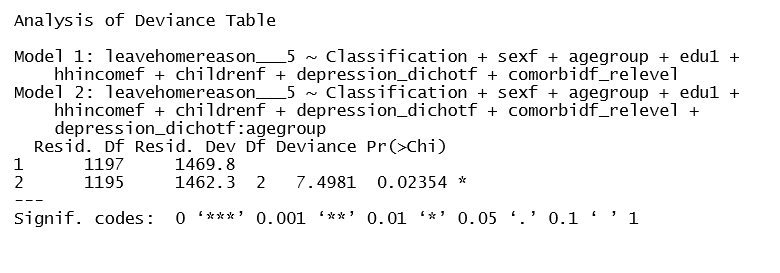 Analysis of Deviance Table
Model 1: leavehomereason___5 ~ Classification + sexf + agegroup + edu1 +
    hhincomef + childrenf + depression_dichotf + comorbidf_relevel
Model 2: leavehomereason___5 ~ Classification + sexf + agegroup + edu1 +
    hhincomef + childrenf + depression_dichotf + comorbidf_relevel +
    depression_dichotf:agegroup
  Resid. Df Resid. Dev Df Deviance Pr(>Chi)
1      1197     1469.8
2      1195     1462.3  2   7.4981  0.02354 *
---
Signif. codes:  0 ‘***’ 0.001 ‘**’ 0.01 ‘*’ 0.05 ‘.’ 0.1 ‘ ’ 1